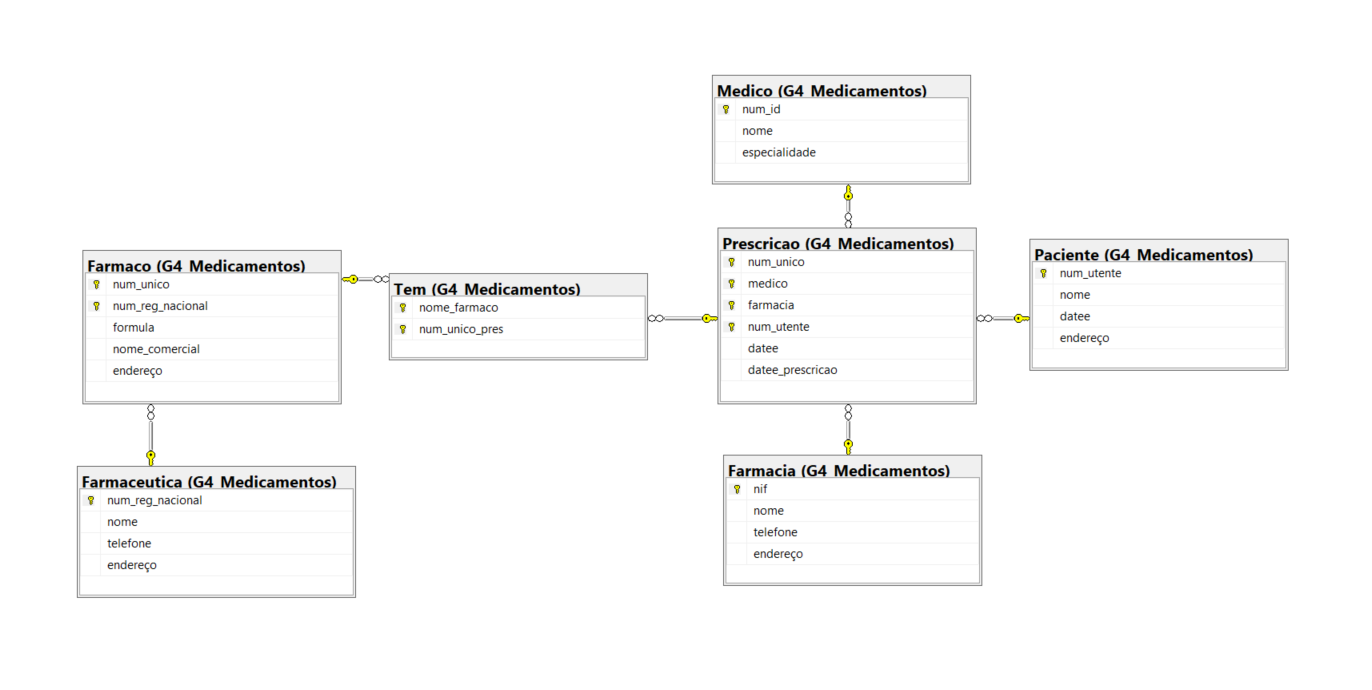 Medico (G4_Medicamentos)
num_id
nome
especialidade
Farmaco (G4_Medicamentos)
num_unico
num_reg_nacional
formula
nome_comercial
endereço
Tem (G4_Medicamentos)
nome_farmaco
num_unico_pres
Prescricao (G4_Medicamentos)
num_unico
medico
farmacia
num_utente
datee
datee_prescricao
Paciente (G4_Medicamentos)
num_utente
nome
datee
endereço
Farmaceutica (G4_Medicamentos)
num_reg_nacional
nome
telefone
endereço
Farmacia (G4_Medicamentos)
nif
nome
telefone
endereço